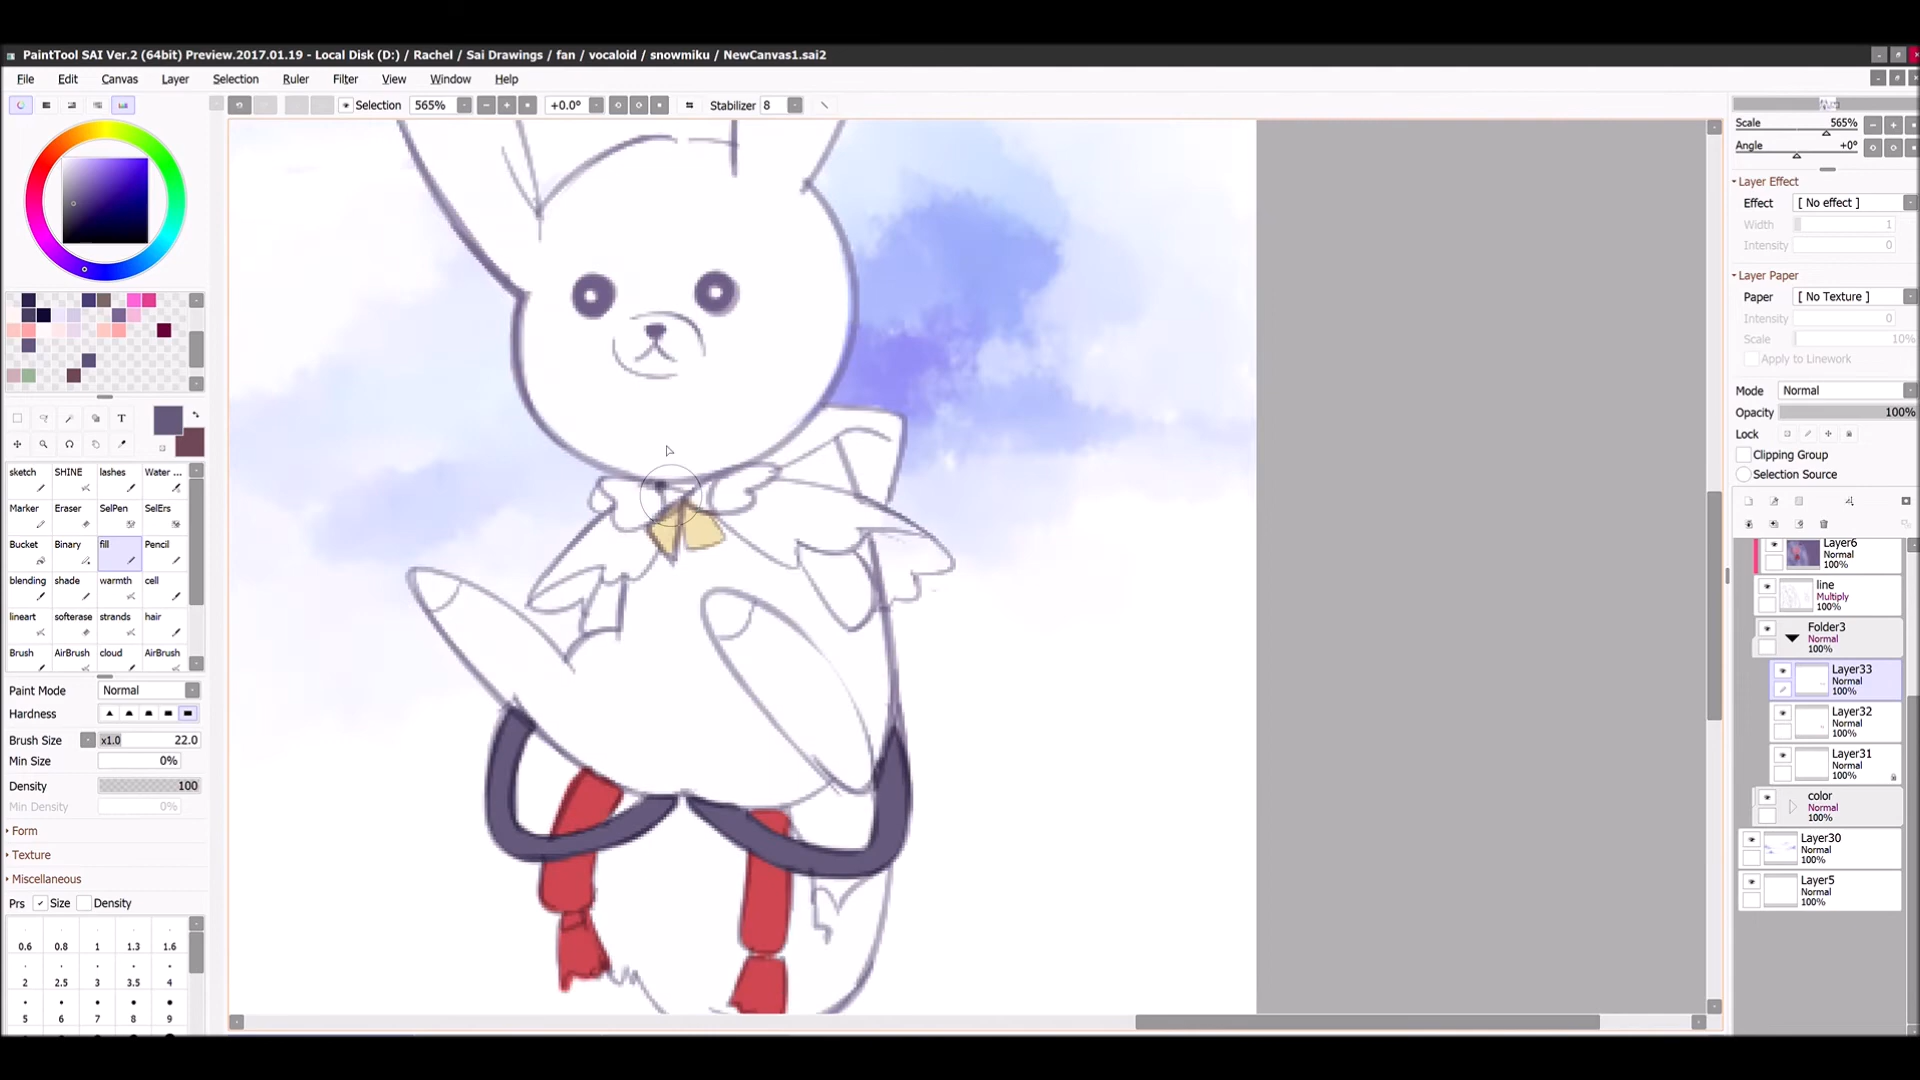 PaintTool SAI Ver.2 (64bit) Preview.2017.01.19 - Local Disk (D:) / Rachel / Sai Drawings / fan / vocaloid / snowmiku / NewCanvas1.sai2
File Edit Canvas Layer Selection Ruler Filter View Window Help
Selection 565% +0.0° Stabilizer 8
Scale 565%
Angle +0°
Layer Effect
Effect [ No effect ]
Width 1
Intensity 0
Layer Paper
Paper [ No Texture ]
Intensity 0
Scale 10%
Apply to Linework
Mode Normal
Opacity 100%
Lock
Clipping Group
Selection Source
Layer6
Normal
100%
line
Multiply
100%
Folder3
Normal
100%
Layer33
Normal
100%
Layer32
Normal
100%
Layer31
Normal
100%
color
Normal
100%
Layer30
Normal
100%
Layer5
Normal
100%
T
sketch SHINE lashes Water ...
Marker Eraser SelPen SelErs
Bucket Binary fill Pencil
blending shade warmth cell
lineart softerase strands hair
Brush AirBrush cloud AirBrush
Paint Mode Normal
Hardness
Brush Size x1.0 22.0
Min Size 0%
Density 100
Min Density 0%
Form
Texture
Miscellaneous
Prs Size Density
0.6 0.8 1 1.3 1.6
2 2.5 3 3.5 4
5 6 7 8 9